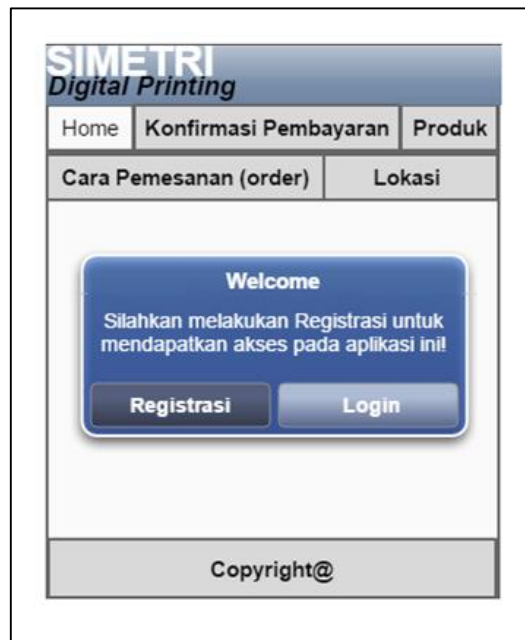 SIMETRI
Digital Printing
Home Konfirmasi Pembayaran Produk
Cara Pemesanan (order) Lokasi
Welcome
Silahkan melakukan Registrasi untuk
mendapatkan akses pada aplikasi ini!
Registrasi Login
Copyright@